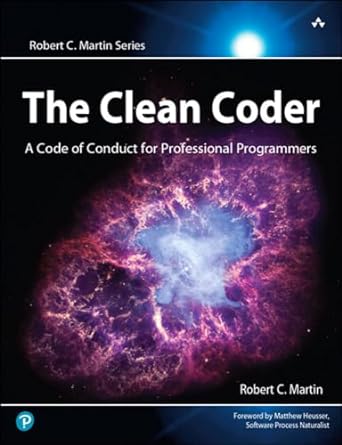 Robert C. Martin Series
The Clean Coder
A Code of Conduct for Professional Programmers
Robert C. Martin
Foreword by Matthew Heusser,
Software Process Naturalist
P